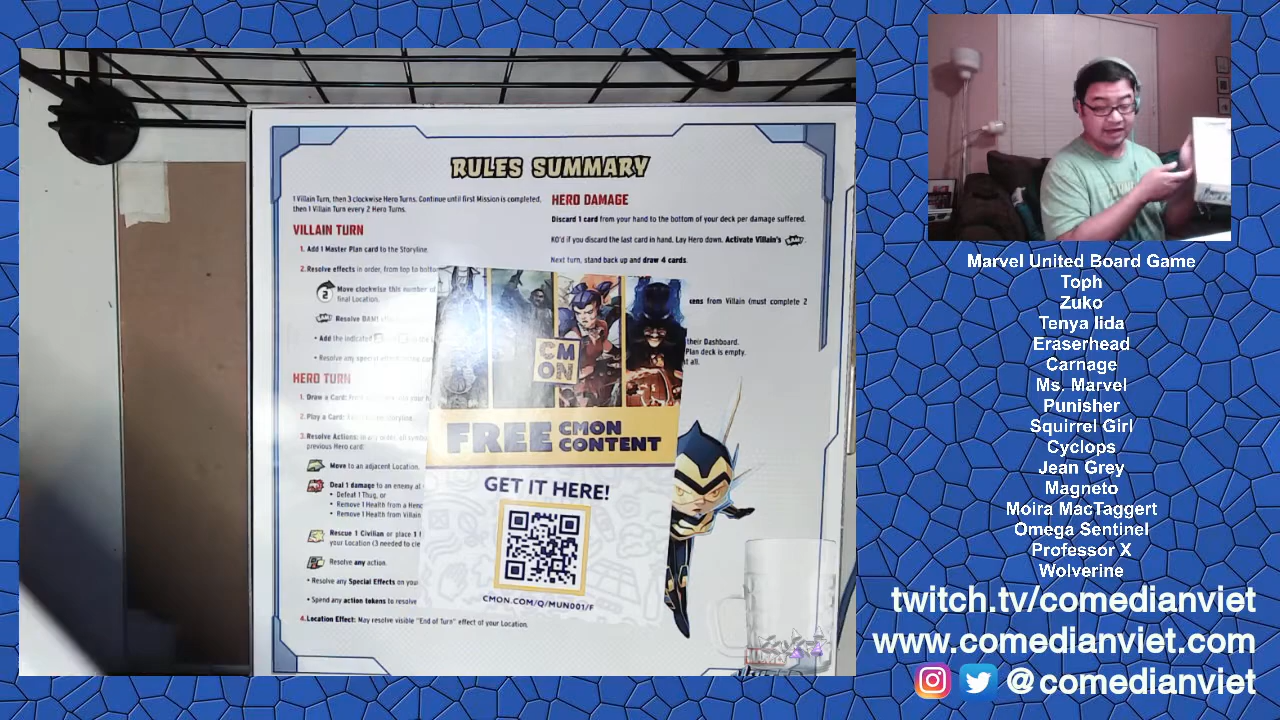 RULES SUMMARY
1 Villain Turn, then 3 clockwise Hero Turns. Continue until first Mission is completed,
then 1 Villain Turn every 2 Hero Turns.
VILLAIN TURN
1. Add 1 Master Plan card to the Storyline.
2. Resolve effects in order, from top to bottom
2
Move clockwise this number of
final Location.
BAM!
Resolve BAM!
• Add the indicated
• Resolve any special
HERO TURN
1. Draw a Card:
2. Play a Card:
3. Resolve Actions:
previous Hero card:
Move to an adjacent Location.
Deal 1 damage to an enemy at
• Defeat 1 Thug, or
• Remove 1 Health from a Henc
• Remove 1 Health from Villain
Rescue 1 Civilian or place 1
your Location (3 needed to cle
Resolve any action.
• Resolve any Special Effects on your
• Spend any action tokens to resolve
4. Location Effect: May resolve visible "End of Turn" effect of your Location.
HERO DAMAGE
Discard 1 card from your hand to the bottom of your deck per damage suffered.
KO'd if you discard the last card in hand. Lay Hero down. Activate Villain's BAM!.
Next turn, stand back up and draw 4 cards.
kens from Villain (must complete 2
their Dashboard.
Plan deck is empty.
at all.
CM
ON
FREE CMON
CONTENT
GET IT HERE!
CMON.COM/Q/MUN001/F
Marvel United Board Game
Toph
Zuko
Tenya Iida
Eraserhead
Carnage
Ms. Marvel
Punisher
Squirrel Girl
Cyclops
Jean Grey
Magneto
Moira MacTaggert
Omega Sentinel
Professor X
Wolverine
twitch.tv/comedianviet
www.comedianviet.com
@comedianviet